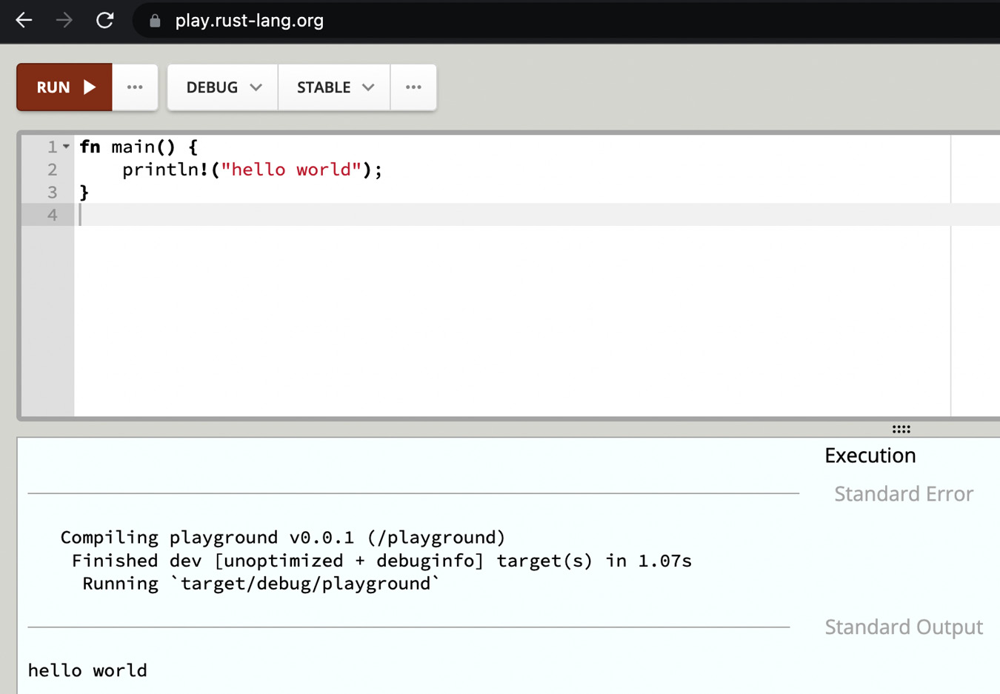 play.rust-lang.org
RUN ▶ ...
DEBUG STABLE ...
1 fn main() {
2     println!("hello world");
3 }
4
Execution
Standard Error
   Compiling playground v0.0.1 (/playground)
    Finished dev [unoptimized + debuginfo] target(s) in 1.07s
     Running `target/debug/playground`
Standard Output
hello world